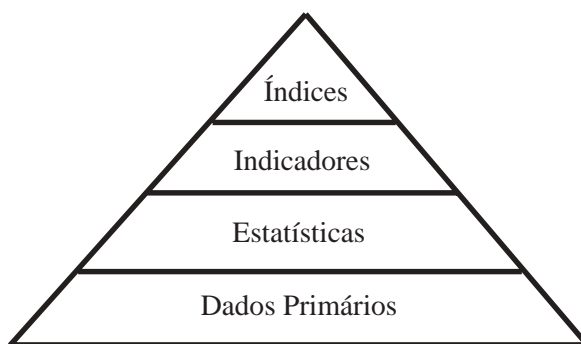 Índices
Indicadores
Estatísticas
Dados Primários